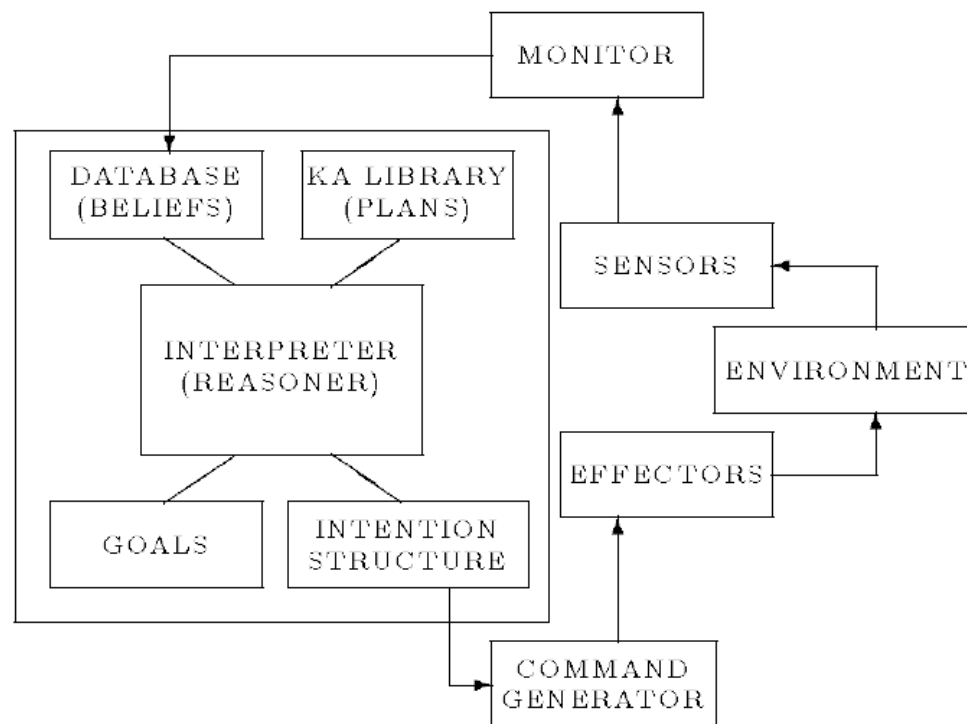 MONITOR
DATABASE
(BELIEFS)
KA LIBRARY
(PLANS)
SENSORS
INTERPRETER
(REASONER)
ENVIRONMENT
EFFECTORS
GOALS
INTENTION
STRUCTURE
COMMAND
GENERATOR